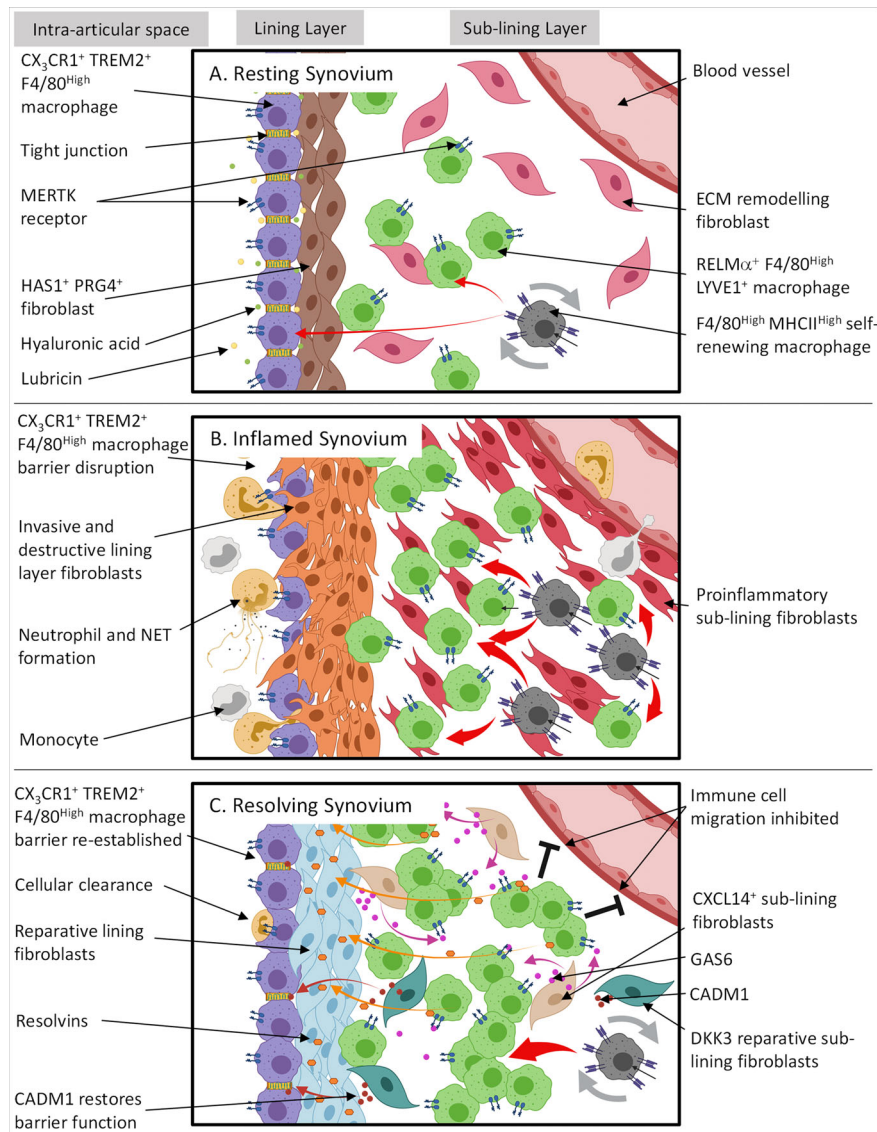 Intra-articular space
Lining Layer
Sub-lining Layer
A. Resting Synovium
CX₃CR1⁺ TREM2⁺
F4/80ᴴⁱᵍʰ
macrophage
Tight junction
MERTK
receptor
HAS1⁺ PRG4⁺
fibroblast
Hyaluronic acid
Lubricin
Blood vessel
ECM remodelling
fibroblast
RELMα⁺ F4/80ᴴⁱᵍʰ
LYVE1⁺ macrophage
F4/80ᴴⁱᵍʰ MHCIIᴴⁱᵍʰ self-
renewing macrophage
B. Inflamed Synovium
CX₃CR1⁺ TREM2⁺
F4/80ᴴⁱᵍʰ macrophage
barrier disruption
Invasive and
destructive lining
layer fibroblasts
Neutrophil and NET
formation
Monocyte
Proinflammatory
sub-lining fibroblasts
C. Resolving Synovium
CX₃CR1⁺ TREM2⁺
F4/80ᴴⁱᵍʰ macrophage
barrier re-established
Cellular clearance
Reparative lining
fibroblasts
Resolvins
CADM1 restores
barrier function
Immune cell
migration inhibited
CXCL14⁺ sub-lining
fibroblasts
GAS6
CADM1
DKK3 reparative sub-
lining fibroblasts